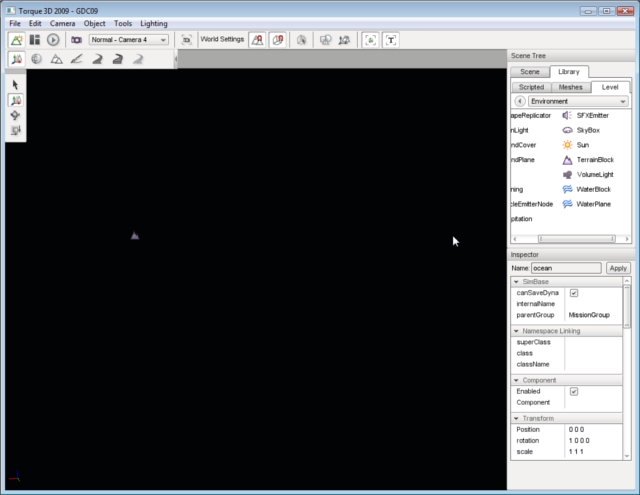 Torque 3D 2009 - GDC09
File Edit Camera Object Tools Lighting
Normal - Camera 4 World Settings
Scene Tree
Scene Library
Scripted Meshes Level
Environment
apeReplicator SFXEmitter
nLight SkyBox
ndCover Sun
ndPlane TerrainBlock
VolumeLight
ning WaterBlock
cleEmitterNode WaterPlane
pitation
Inspector
Name: ocean Apply
SimBase
canSaveDyna
internalName
parentGroup MissionGroup
Namespace Linking
superClass
class
className
Component
Enabled
Component
Transform
Position 0 0 0
rotation 1 0 0 0
scale 1 1 1